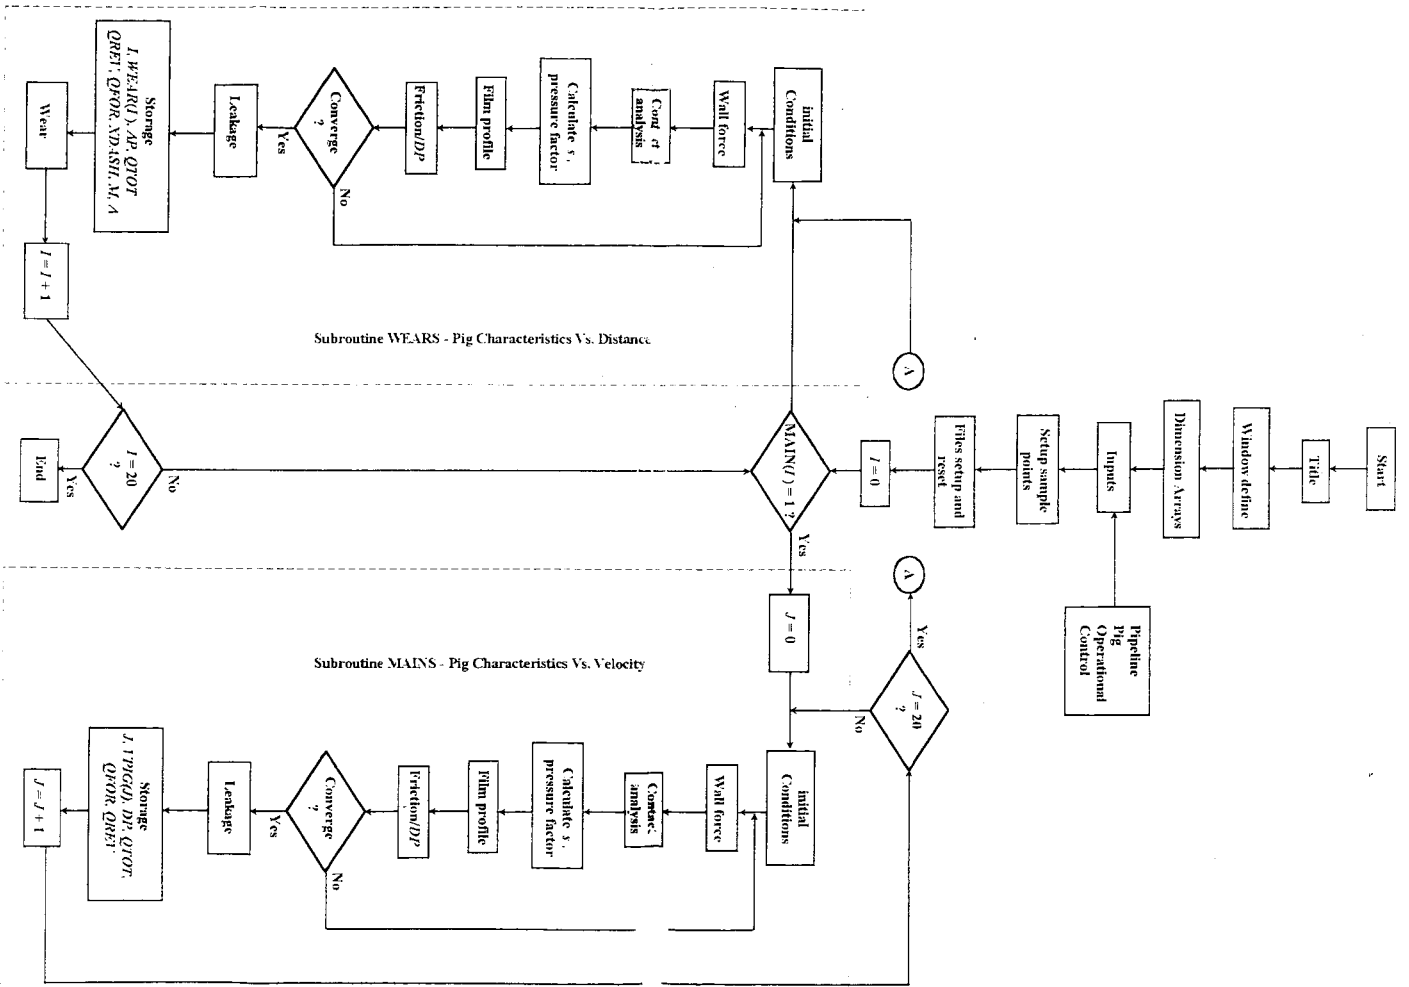 Start
Title
Window define
Dimension Arrays
Inputs
Pipeline
Pig
Operational
Control
Setup sample
points
Files setup and
reset
I = 0
MAIN(I) = 1 ?
Yes
J = 0
A
Subroutine WEARS - Pig Characteristics Vs. Distance
initial
Conditions
Wall force
Cont ct
analysis
Calculate s ,
pressure factor
Film profile
Friction/DP
Converge
?
No
Yes
Leakage
Storage
I, WEAR(I), AP, QTOT
QREV, QFOR, XDASH, M, A
Wear
I = I + 1
I = 20
?
No
Yes
End
Subroutine MAINS - Pig Characteristics Vs. Velocity
A
Yes
J = 20
?
No
initial
Conditions
Wall force
Contac
analysis
Calculate s ,
pressure factor
Film profile
Friction/DP
Converge
?
No
Yes
Leakage
Storage
J, VPIG(J), DP, QTOT,
QFOR, QREV
J = J + 1